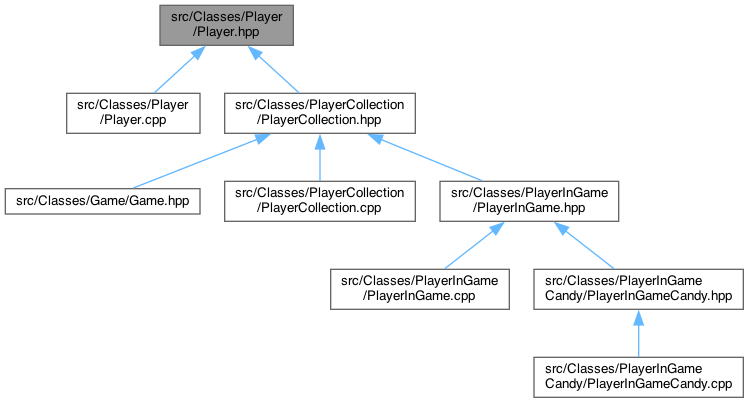 src/Classes/Player
/Player.hpp
src/Classes/Player
/Player.cpp
src/Classes/PlayerCollection
/PlayerCollection.hpp
src/Classes/Game/Game.hpp
src/Classes/PlayerCollection
/PlayerCollection.cpp
src/Classes/PlayerInGame
/PlayerInGame.hpp
src/Classes/PlayerInGame
/PlayerInGame.cpp
src/Classes/PlayerInGame
Candy/PlayerInGameCandy.hpp
src/Classes/PlayerInGame
Candy/PlayerInGameCandy.cpp